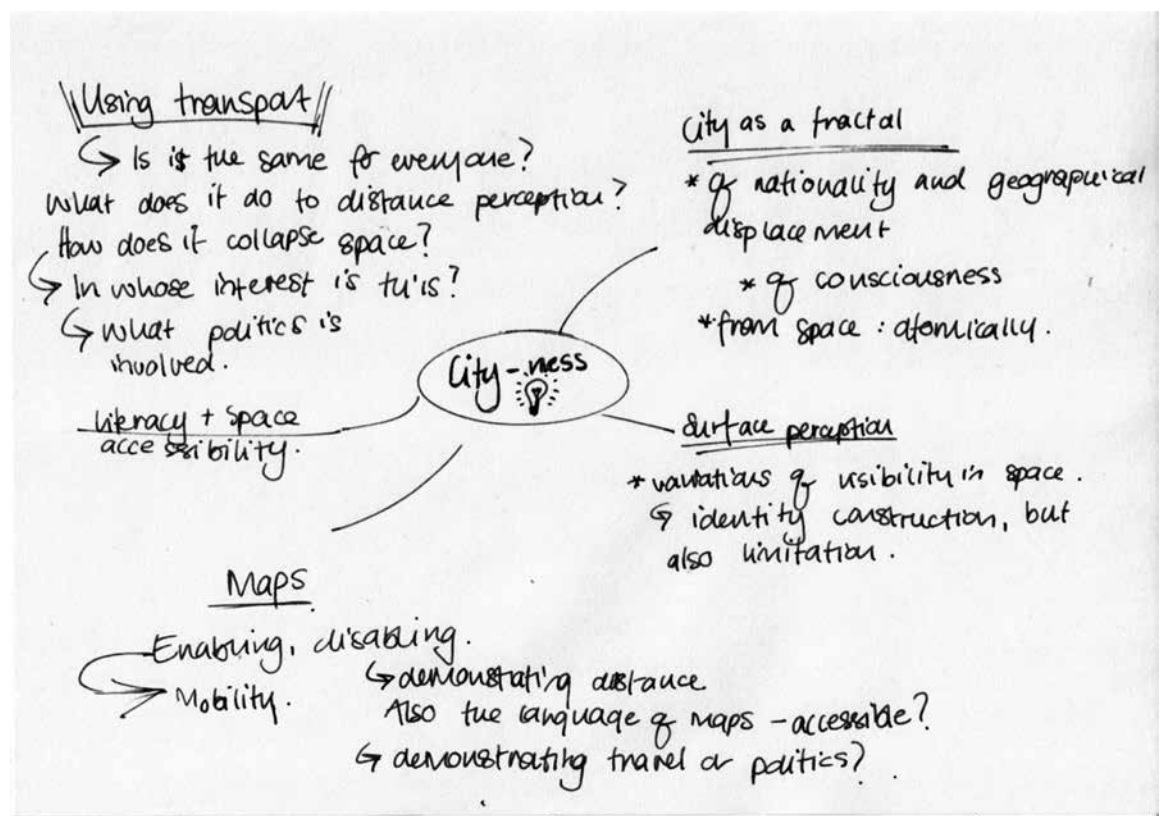 Using transport
↳ Is it the same for everyone?
What does it do to distance perception?
How does it collapse space?
↳ In whose interest is this?
↳ what politics is
involved.
City as a fractal
* of nationality and geographical
displacement
* of consciousness
* from space : atomically.
City-ness
Literacy + space
accessibility.
Surface perception
* variations of visibility in space.
↳ identity construction, but
also limitation.
Maps
Enabling, disabling.
Mobility.
↳ demonstrating distance
Also the language of maps - accessible?
↳ demonstrating travel or politics?